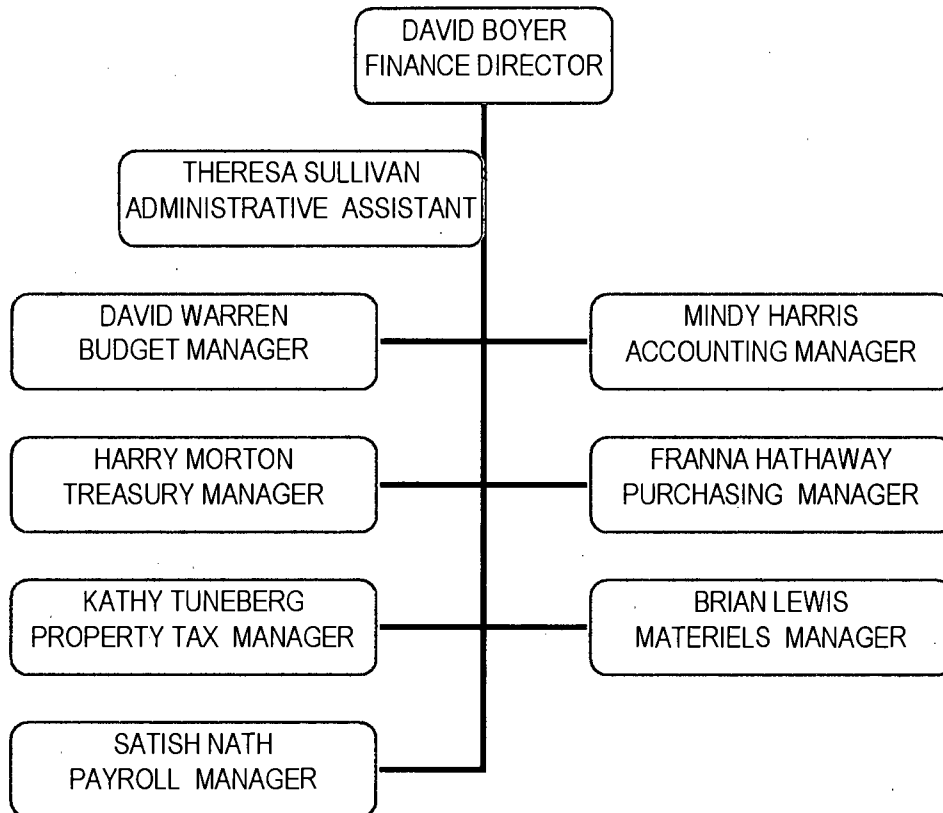 DAVID BOYER
FINANCE DIRECTOR
THERESA SULLIVAN
ADMINISTRATIVE ASSISTANT
DAVID WARREN
BUDGET MANAGER
MINDY HARRIS
ACCOUNTING MANAGER
HARRY MORTON
TREASURY MANAGER
FRANNA HATHAWAY
PURCHASING MANAGER
KATHY TUNEBERG
PROPERTY TAX MANAGER
BRIAN LEWIS
MATERIELS MANAGER
SATISH NATH
PAYROLL MANAGER